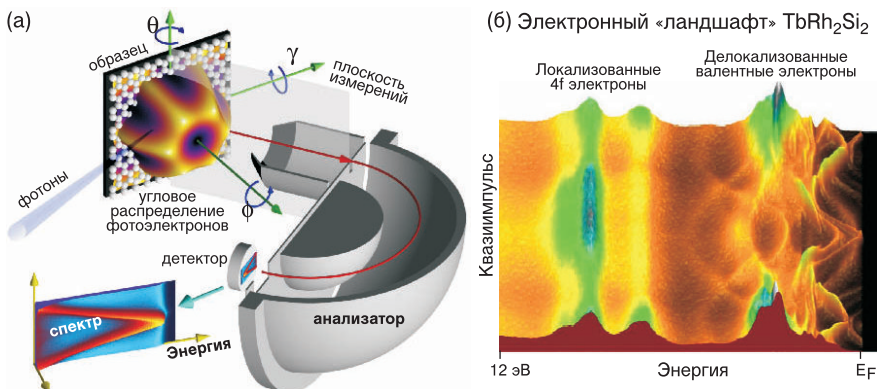 (а)
θ
образец
γ
плоскость
измерений
фотоны
ϕ
угловое
распределение
фотоэлектронов
детектор
спектр
Энергия
анализатор
(б) Электронный «ландшафт» TbRh₂Si₂
Локализованные
4f электроны
Делокализованные
валентные электроны
Квазиимпульс
12 эВ
Энергия
E_F